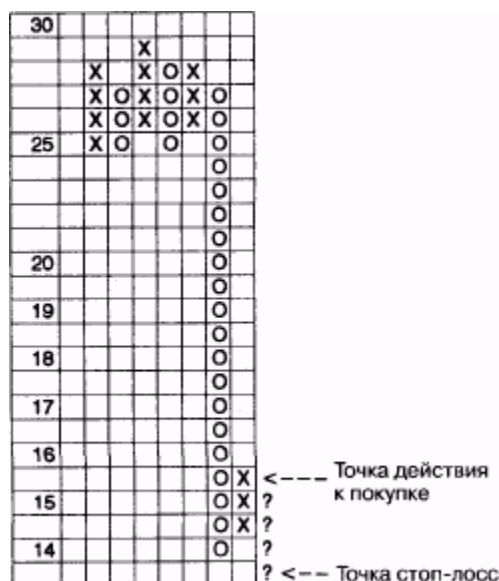 30
X
X X O X
X O X O X O
X O X O X O
25 X O O O
O
O
O
O
20 O
O
19 O
O
18 O
O
17 O
O
16 O
O X <--- Точка действия
15 O X ? к покупке
O X ?
14 O ?
? <-- Точка стоп-лосс